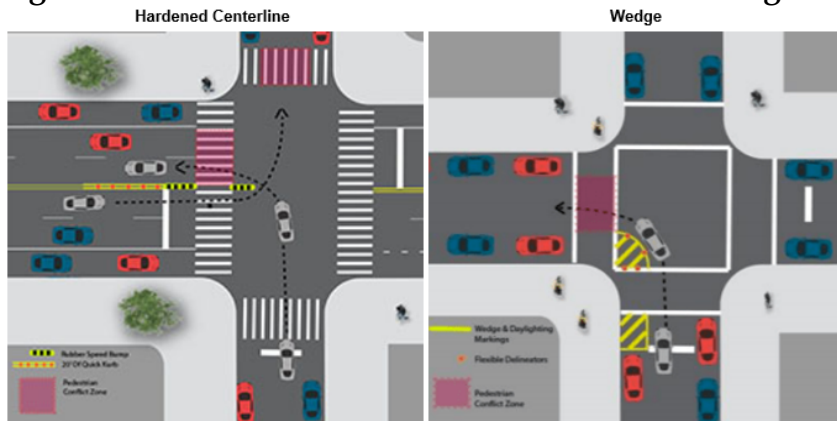 Hardened Centerline
Wedge
Rubber Speed Bump
20' Of Quick Kurb
Pedestrian
Conflict Zone
Wedge & Daylighting
Markings
Flexible Delineators
Pedestrian
Conflict Zone